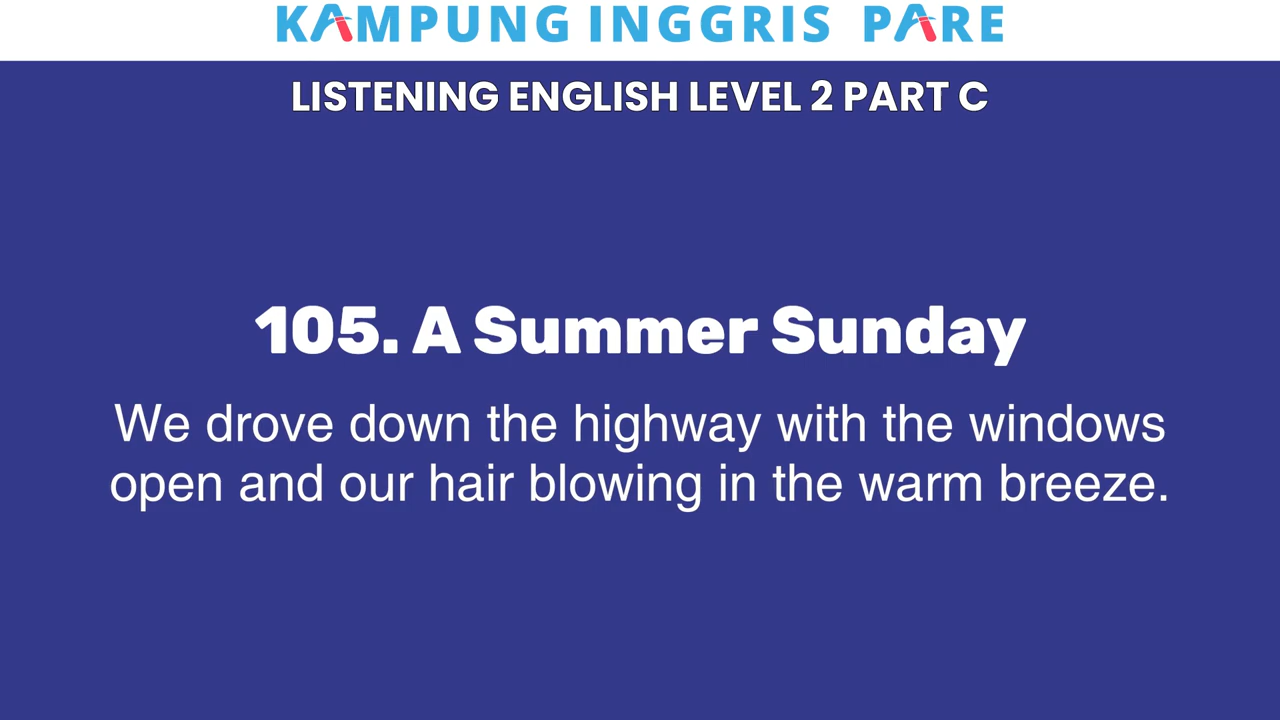 KAMPUNG INGGRIS PARE
LISTENING ENGLISH LEVEL 2 PART C
105. A Summer Sunday
We drove down the highway with the windows
open and our hair blowing in the warm breeze.